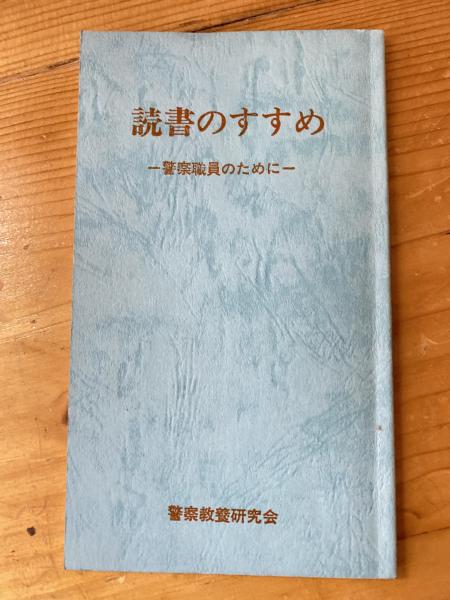 読書のすすめ
ー警察職員のためにー
警察教養研究会